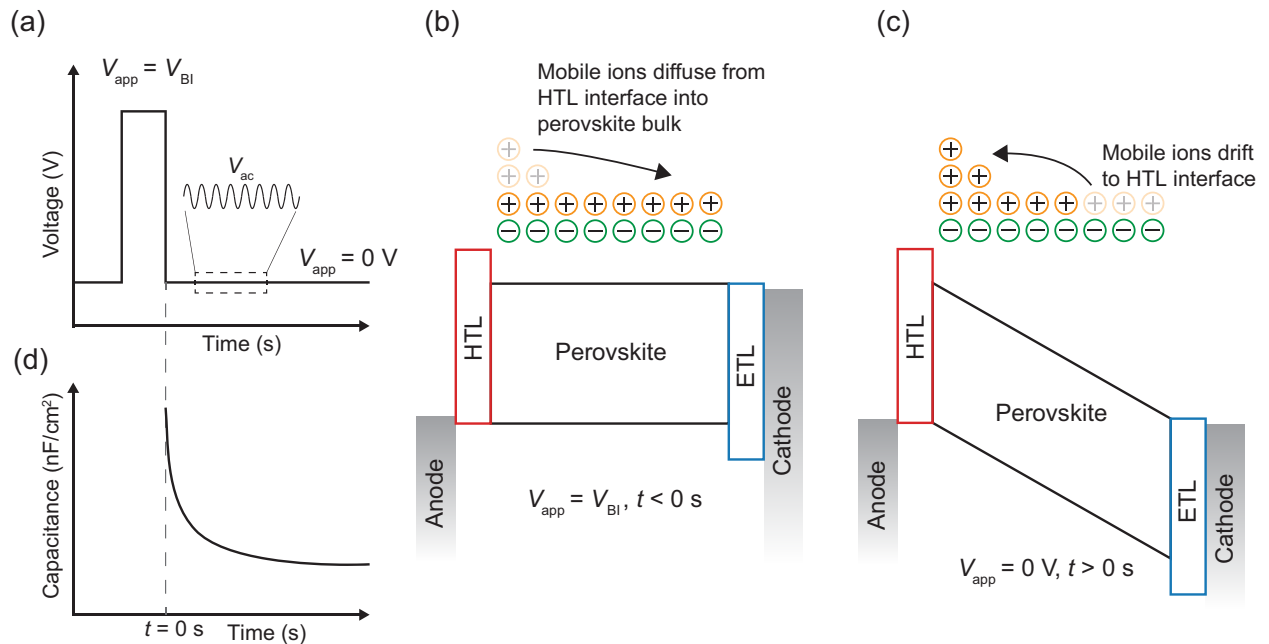 (a)
V_app = V_BI
V_ac
V_app = 0 V
Voltage (V)
Time (s)
(d)
Capacitance (nF/cm²)
t = 0 s
Time (s)
(b)
Mobile ions diffuse from
HTL interface into
perovskite bulk
+
+ +
+ + + + + + + +
− − − − − − − −
HTL
Perovskite
ETL
Anode
Cathode
V_app = V_BI, t < 0 s
(c)
Mobile ions drift
to HTL interface
+
+ +
+ + + + + + + +
− − − − − − − −
HTL
Perovskite
ETL
Anode
Cathode
V_app = 0 V, t > 0 s